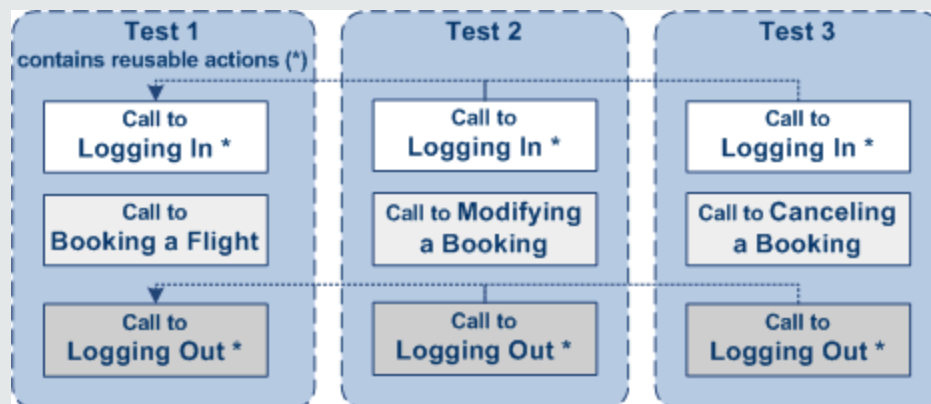 Test 1
contains reusable actions (*)
Call to
Logging In *
Call to
Booking a Flight
Call to
Logging Out *
Test 2
Call to
Logging In *
Call to Modifying
a Booking
Call to
Logging Out *
Test 3
Call to
Logging In *
Call to Canceling
a Booking
Call to
Logging Out *